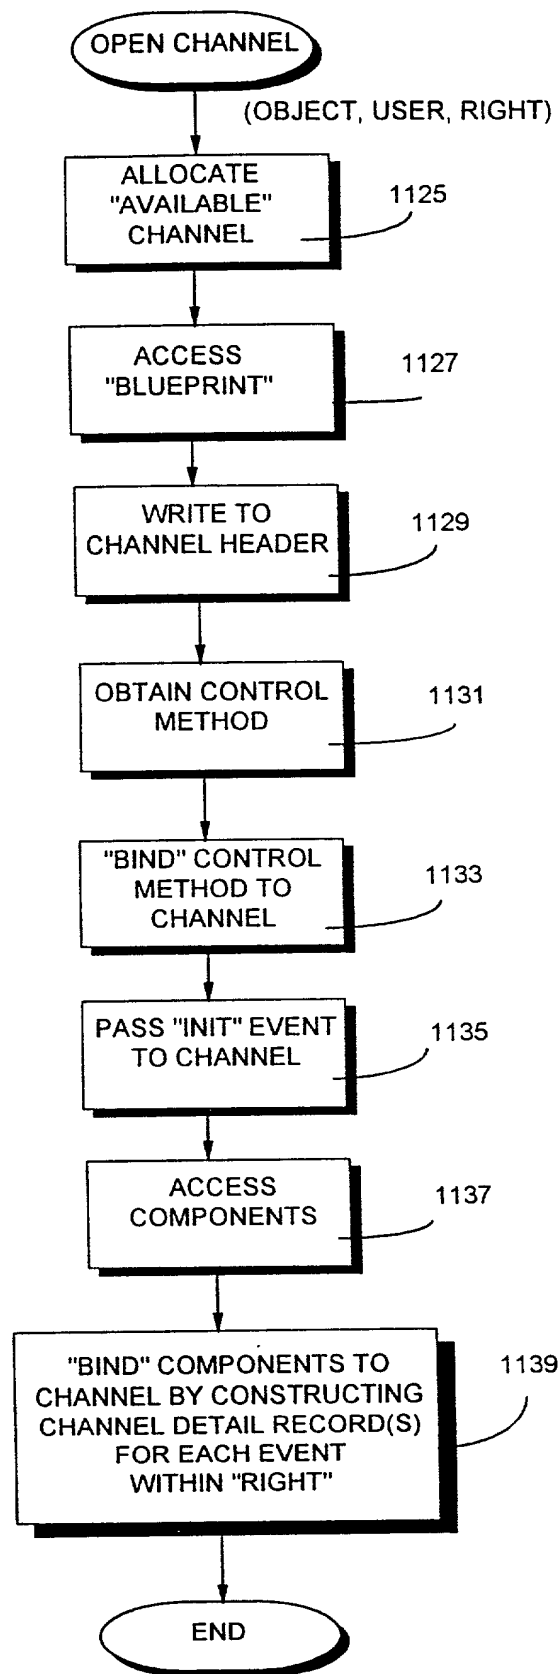 OPEN CHANNEL
(OBJECT, USER, RIGHT)
ALLOCATE
"AVAILABLE"
CHANNEL
1125
ACCESS
"BLUEPRINT"
1127
WRITE TO
CHANNEL HEADER
1129
OBTAIN CONTROL
METHOD
1131
"BIND" CONTROL
METHOD TO
CHANNEL
1133
PASS "INIT" EVENT
TO CHANNEL
1135
ACCESS
COMPONENTS
1137
"BIND" COMPONENTS TO
CHANNEL BY CONSTRUCTING
CHANNEL DETAIL RECORD(S)
FOR EACH EVENT
WITHIN "RIGHT"
1139
END